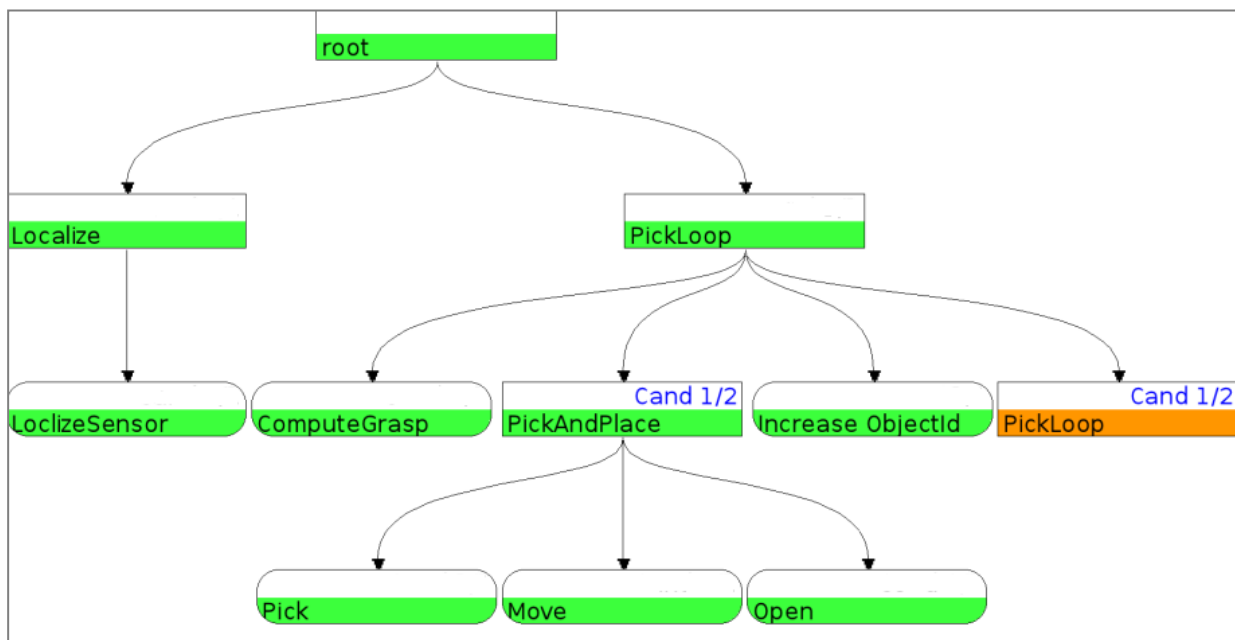 root
Localize
PickLoop
Cand 1/2
Cand 1/2
LoclizeSensor
ComputeGrasp
PickAndPlace
Increase ObjectId
PickLoop
Pick
Move
Open